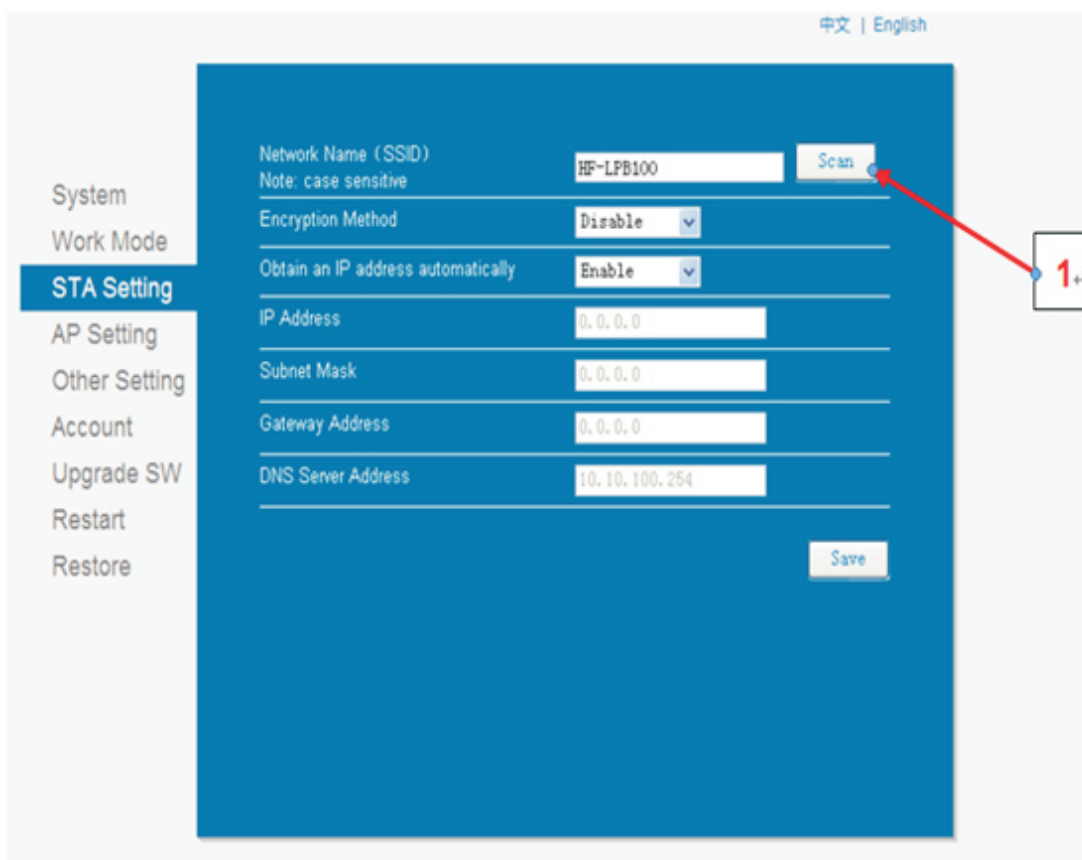 中文 | English
System
Work Mode
STA Setting
AP Setting
Other Setting
Account
Upgrade SW
Restart
Restore
Network Name (SSID)
Note: case sensitive
HF-LPB100
Scan
Encryption Method
Disable
Obtain an IP address automatically
Enable
IP Address
0.0.0.0
Subnet Mask
0.0.0.0
Gateway Address
0.0.0.0
DNS Server Address
10.10.100.254
Save
1